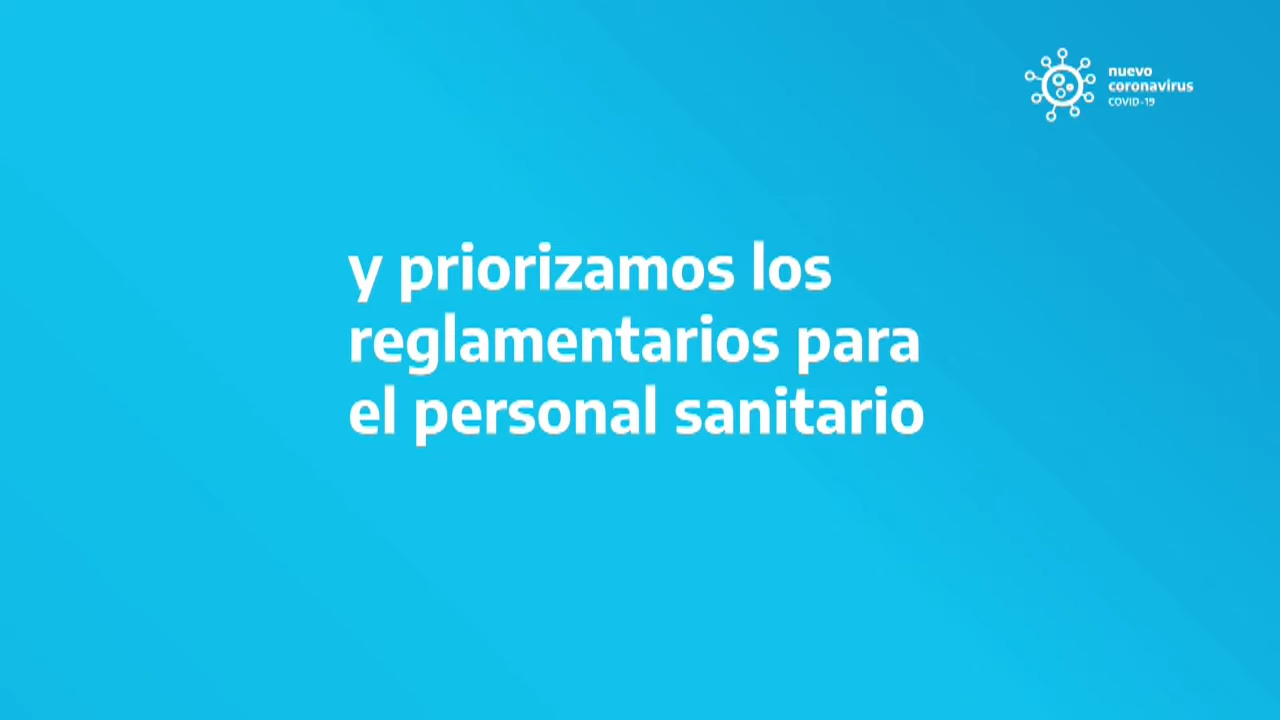 nuevo
coronavirus
COVID-19
y priorizamos los
reglamentarios para
el personal sanitario